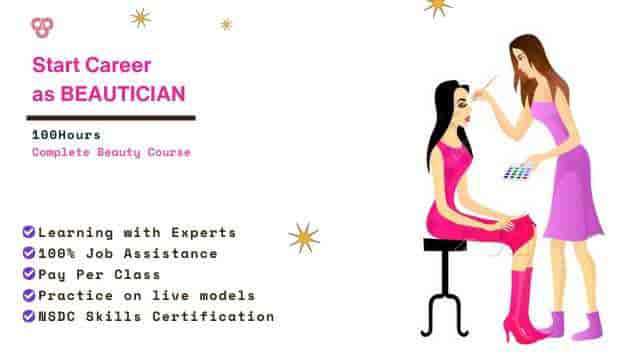 Start Career
as BEAUTICIAN
100Hours
Complete Beauty Course
Learning with Experts
100% Job Assistance
Pay Per Class
Practice on live models
NSDC Skills Certification